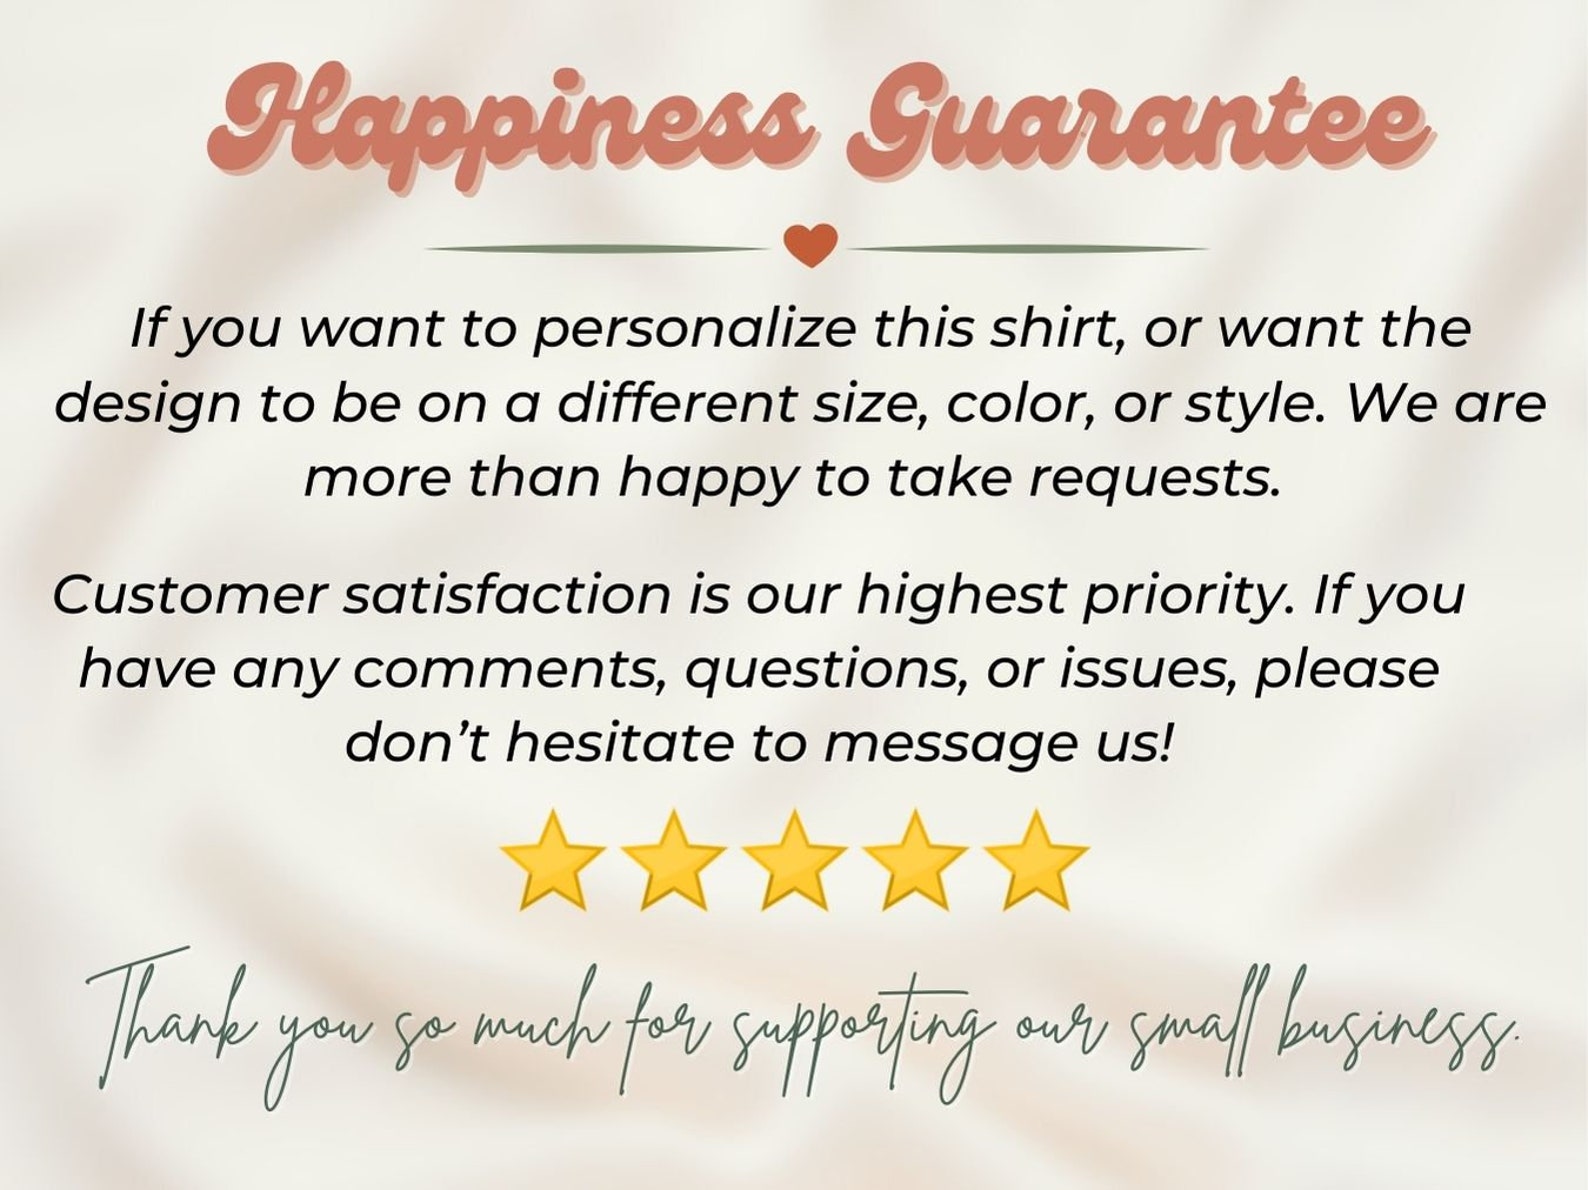 Happiness Guarantee
If you want to personalize this shirt, or want the
design to be on a different size, color, or style. We are
more than happy to take requests.
Customer satisfaction is our highest priority. If you
have any comments, questions, or issues, please
don’t hesitate to message us!
Thank you so much for supporting our small business.